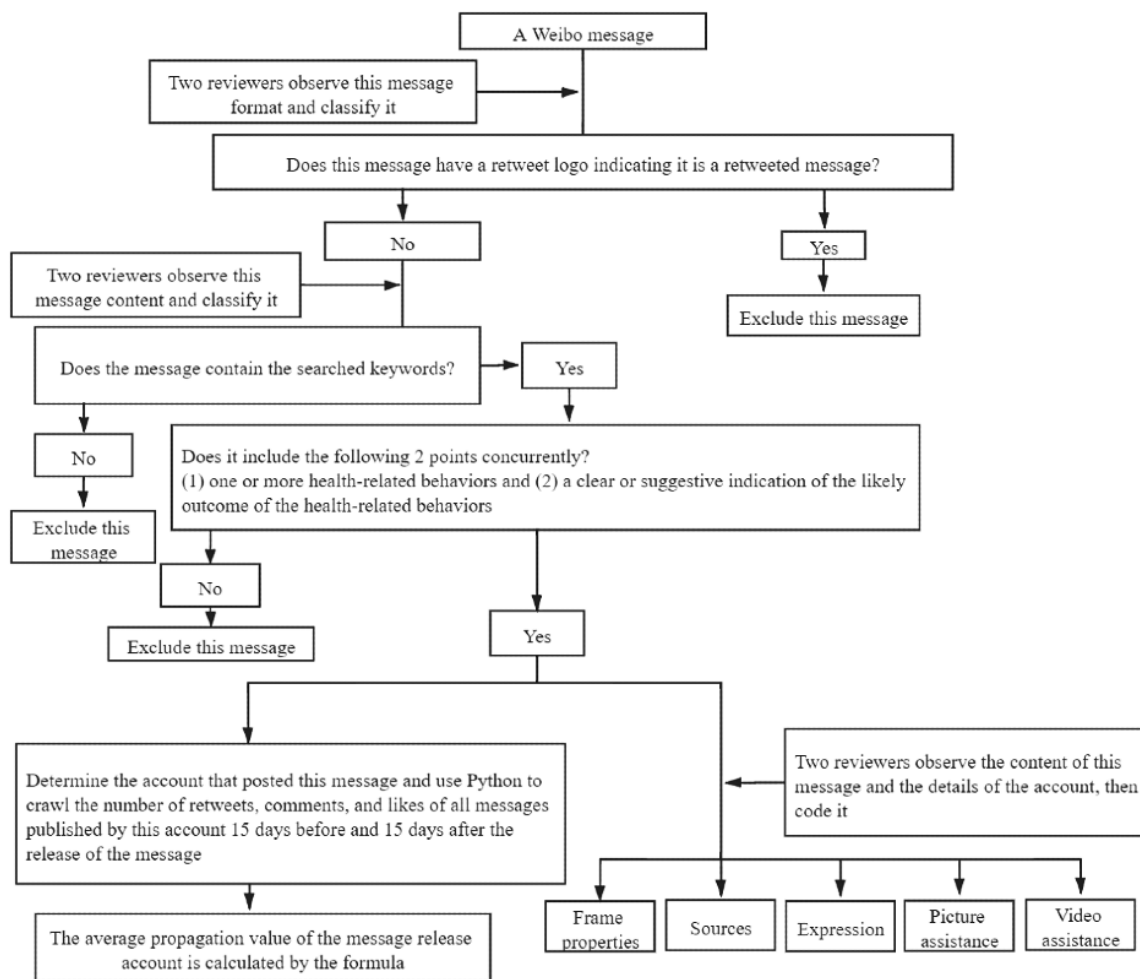 A Weibo message
Two reviewers observe this message
format and classify it
Does this message have a retweet logo indicating it is a retweeted message?
No
Yes
Two reviewers observe this
message content and classify it
Exclude this message
Does the message contain the searched keywords?
Yes
No
Does it include the following 2 points concurrently?
(1) one or more health-related behaviors and (2) a clear or suggestive indication of the likely
outcome of the health-related behaviors
Exclude this
message
No
Exclude this message
Yes
Determine the account that posted this message and use Python to
crawl the number of retweets, comments, and likes of all messages
published by this account 15 days before and 15 days after the
release of the message
Two reviewers observe the content of this
message and the details of the account, then
code it
Frame
properties
Sources
Expression
Picture
assistance
Video
assistance
The average propagation value of the message release
account is calculated by the formula